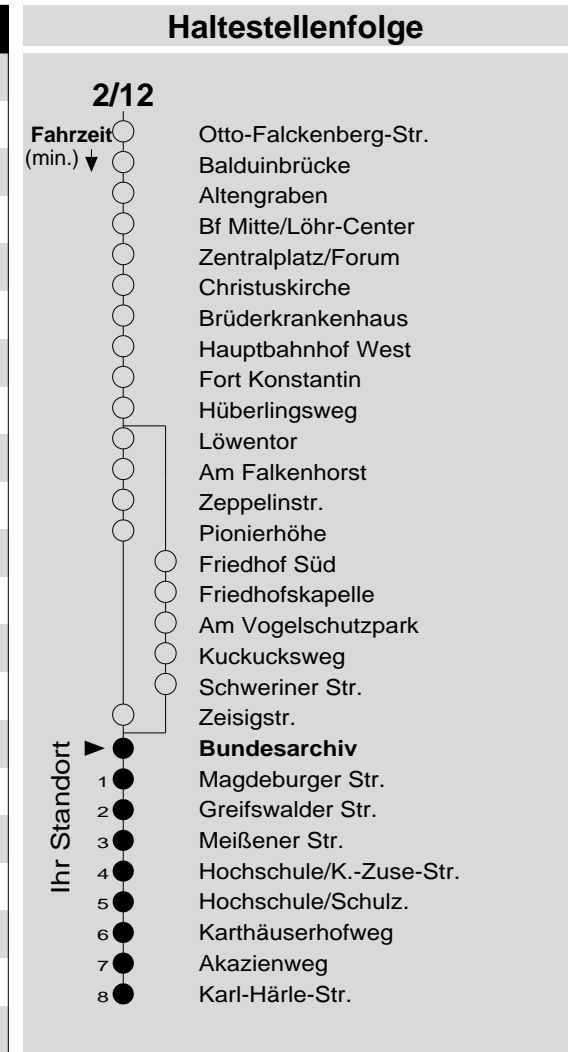 Haltestellenfolge
2/12
Fahrzeit
(min.)
Otto-Falckenberg-Str.
Balduinbrücke
Altengraben
Bf Mitte/Löhr-Center
Zentralplatz/Forum
Christuskirche
Brüderkrankenhaus
Hauptbahnhof West
Fort Konstantin
Hüberlingsweg
Löwentor
Am Falkenhorst
Zeppelinstr.
Pionierhöhe
Friedhof Süd
Friedhofskapelle
Am Vogelschutzpark
Kuckucksweg
Schweriner Str.
Zeisigstr.
Ihr Standort
Bundesarchiv
1 Magdeburger Str.
2 Greifswalder Str.
3 Meißener Str.
4 Hochschule/K.-Zuse-Str.
5 Hochschule/Schulz.
6 Karthäuserhofweg
7 Akazienweg
8 Karl-Härle-Str.